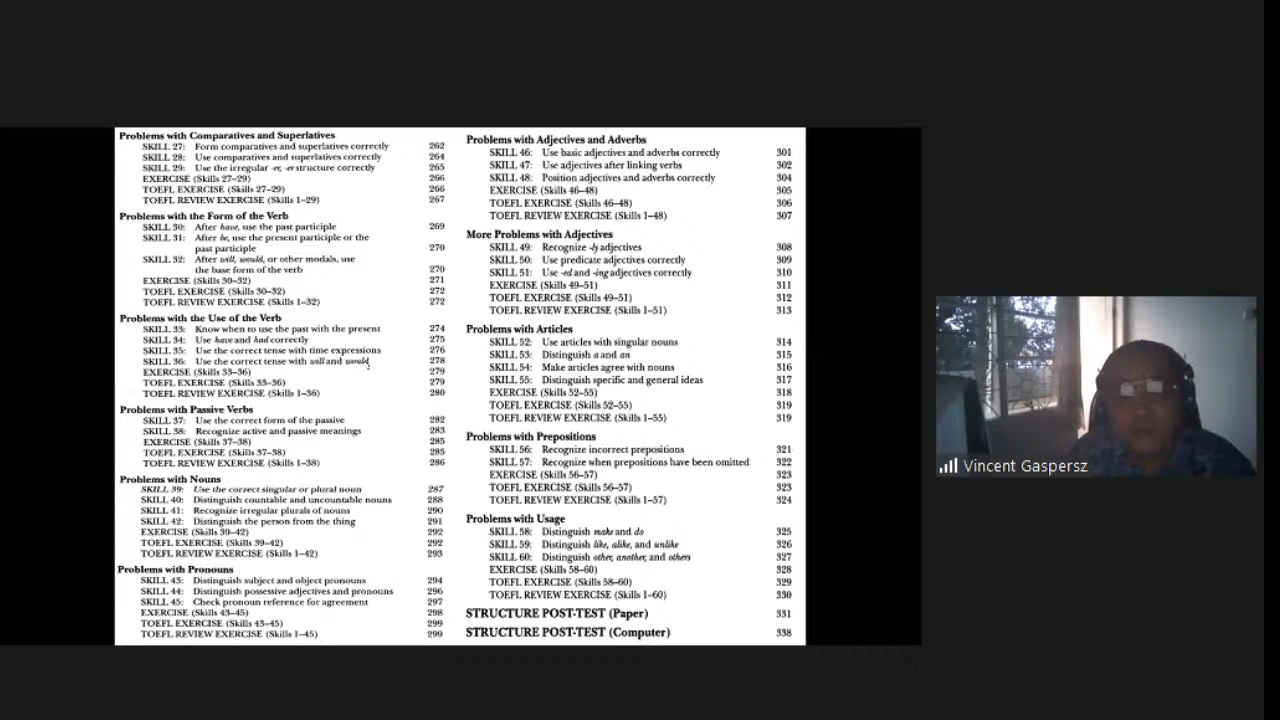 Problems with Comparatives and Superlatives
SKILL 27: Form comparatives and superlatives correctly 262
SKILL 28: Use comparatives and superlatives correctly 264
SKILL 29: Use the irregular -er, -er structure correctly 265
EXERCISE (Skills 27–29) 266
TOEFL EXERCISE (Skills 27–29) 266
TOEFL REVIEW EXERCISE (Skills 1–29) 267
Problems with the Form of the Verb
SKILL 30: After have, use the past participle 269
SKILL 31: After be, use the present participle or the
past participle 270
SKILL 32: After will, would, or other modals, use
the base form of the verb 270
EXERCISE (Skills 30–32) 271
TOEFL EXERCISE (Skills 30–32) 272
TOEFL REVIEW EXERCISE (Skills 1–32) 272
Problems with the Use of the Verb
SKILL 33: Know when to use the past with the present 274
SKILL 34: Use have and had correctly 275
SKILL 35: Use the correct tense with time expressions 276
SKILL 36: Use the correct tense with will and would 278
EXERCISE (Skills 33–36) 279
TOEFL EXERCISE (Skills 33–36) 279
TOEFL REVIEW EXERCISE (Skills 1–36) 280
Problems with Passive Verbs
SKILL 37: Use the correct form of the passive 282
SKILL 38: Recognize active and passive meanings 283
EXERCISE (Skills 37–38) 285
TOEFL EXERCISE (Skills 37–38) 285
TOEFL REVIEW EXERCISE (Skills 1–38) 286
Problems with Nouns
SKILL 39: Use the correct singular or plural noun 287
SKILL 40: Distinguish countable and uncountable nouns 288
SKILL 41: Recognize irregular plurals of nouns 290
SKILL 42: Distinguish the person from the thing 291
EXERCISE (Skills 39–42) 292
TOEFL EXERCISE (Skills 39–42) 292
TOEFL REVIEW EXERCISE (Skills 1–42) 293
Problems with Pronouns
SKILL 43: Distinguish subject and object pronouns 294
SKILL 44: Distinguish possessive adjectives and pronouns 296
SKILL 45: Check pronoun reference for agreement 297
EXERCISE (Skills 43–45) 298
TOEFL EXERCISE (Skills 43–45) 299
TOEFL REVIEW EXERCISE (Skills 1–45) 299
Problems with Adjectives and Adverbs
SKILL 46: Use basic adjectives and adverbs correctly 301
SKILL 47: Use adjectives after linking verbs 302
SKILL 48: Position adjectives and adverbs correctly 304
EXERCISE (Skills 46–48) 305
TOEFL EXERCISE (Skills 46–48) 306
TOEFL REVIEW EXERCISE (Skills 1–48) 307
More Problems with Adjectives
SKILL 49: Recognize -ly adjectives 308
SKILL 50: Use predicate adjectives correctly 309
SKILL 51: Use -ed and -ing adjectives correctly 310
EXERCISE (Skills 49–51) 311
TOEFL EXERCISE (Skills 49–51) 312
TOEFL REVIEW EXERCISE (Skills 1–51) 313
Problems with Articles
SKILL 52: Use articles with singular nouns 314
SKILL 53: Distinguish a and an 315
SKILL 54: Make articles agree with nouns 316
SKILL 55: Distinguish specific and general ideas 317
EXERCISE (Skills 52–55) 318
TOEFL EXERCISE (Skills 52–55) 319
TOEFL REVIEW EXERCISE (Skills 1–55) 319
Problems with Prepositions
SKILL 56: Recognize incorrect prepositions 321
SKILL 57: Recognize when prepositions have been omitted 322
EXERCISE (Skills 56–57) 323
TOEFL EXERCISE (Skills 56–57) 323
TOEFL REVIEW EXERCISE (Skills 1–57) 324
Problems with Usage
SKILL 58: Distinguish make and do 325
SKILL 59: Distinguish like, alike, and unlike 326
SKILL 60: Distinguish other, another, and others 327
EXERCISE (Skills 58–60) 328
TOEFL EXERCISE (Skills 58–60) 329
TOEFL REVIEW EXERCISE (Skills 1–60) 330
STRUCTURE POST-TEST (Paper) 331
STRUCTURE POST-TEST (Computer) 338
Vincent Gaspersz